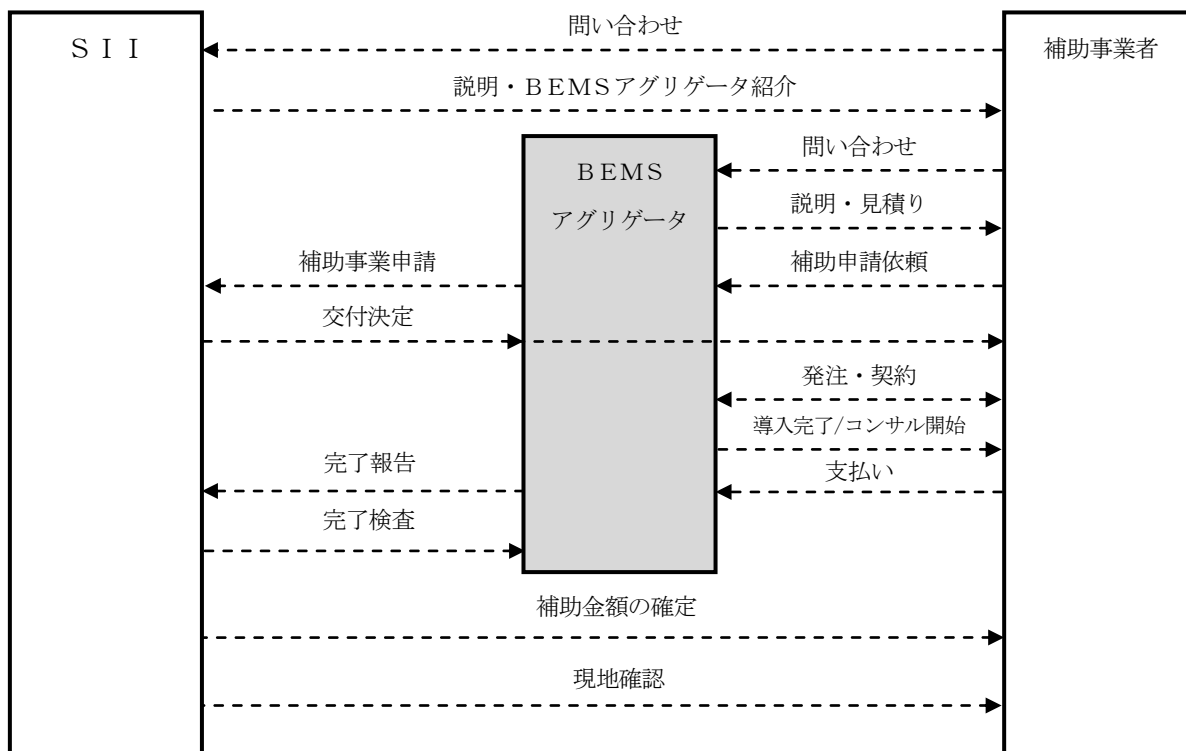 問い合わせ
ＳＩＩ
補助事業者
説明・ＢＥＭＳアグリゲータ紹介
問い合わせ
ＢＥＭＳ
アグリゲータ
説明・見積り
補助事業申請
補助申請依頼
交付決定
発注・契約
導入完了/コンサル開始
完了報告
支払い
完了検査
補助金額の確定
現地確認